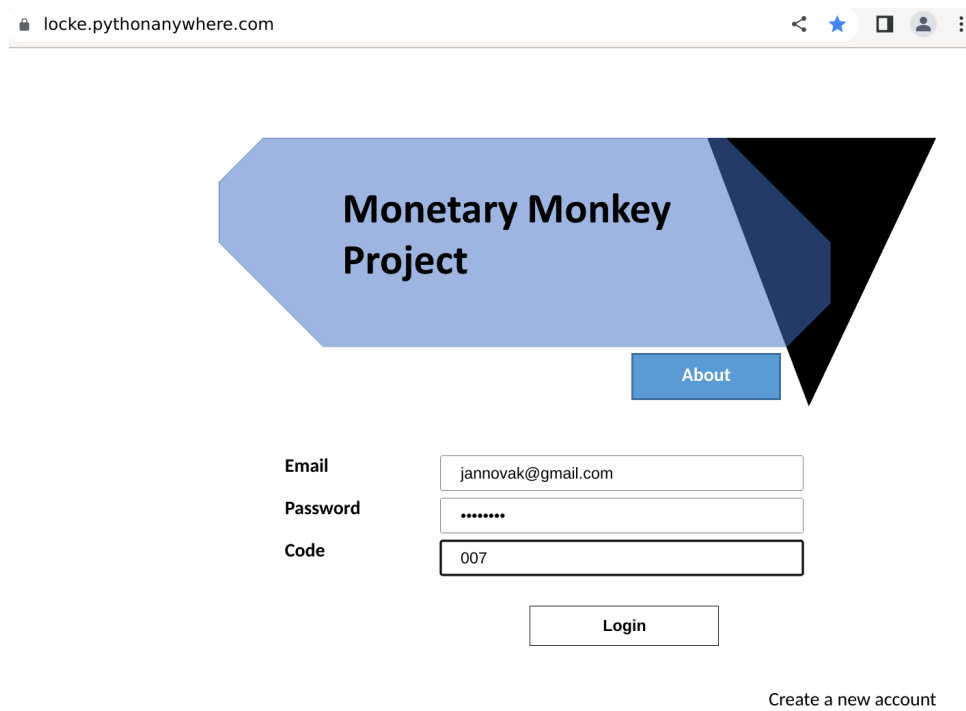 locke.pythonanywhere.com
Monetary Monkey
Project
About
Email
jannovak@gmail.com
Password
••••••••
Code
007
Login
Create a new account